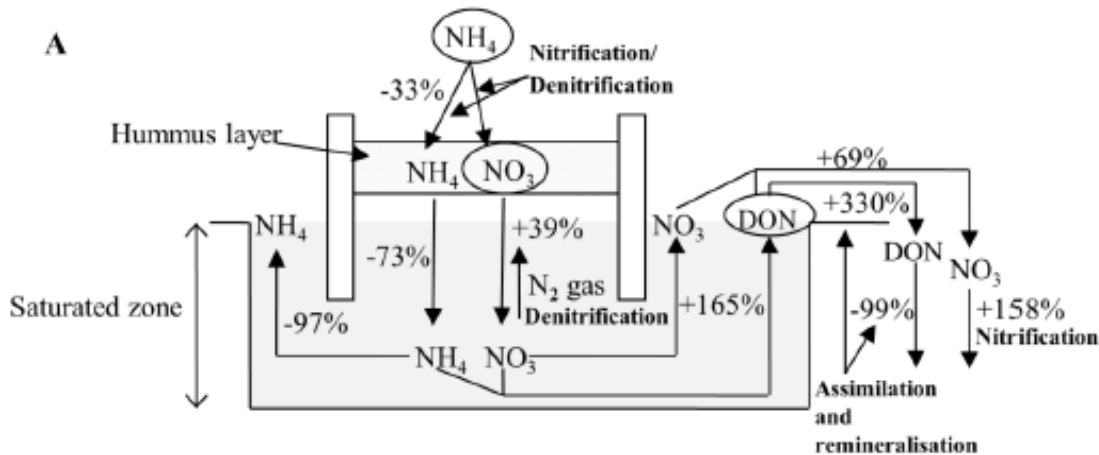 A
NH₄
Nitrification/
Denitrification
-33%
Hummus layer
NH₄
NO₃
+69%
NH₄
NO₃
DON
+330%
+39%
-73%
DON
NO₃
Saturated zone
N₂ gas
Denitrification
-97%
+165%
-99%
+158%
Nitrification
NH₄
NO₃
Assimilation
and
remineralisation